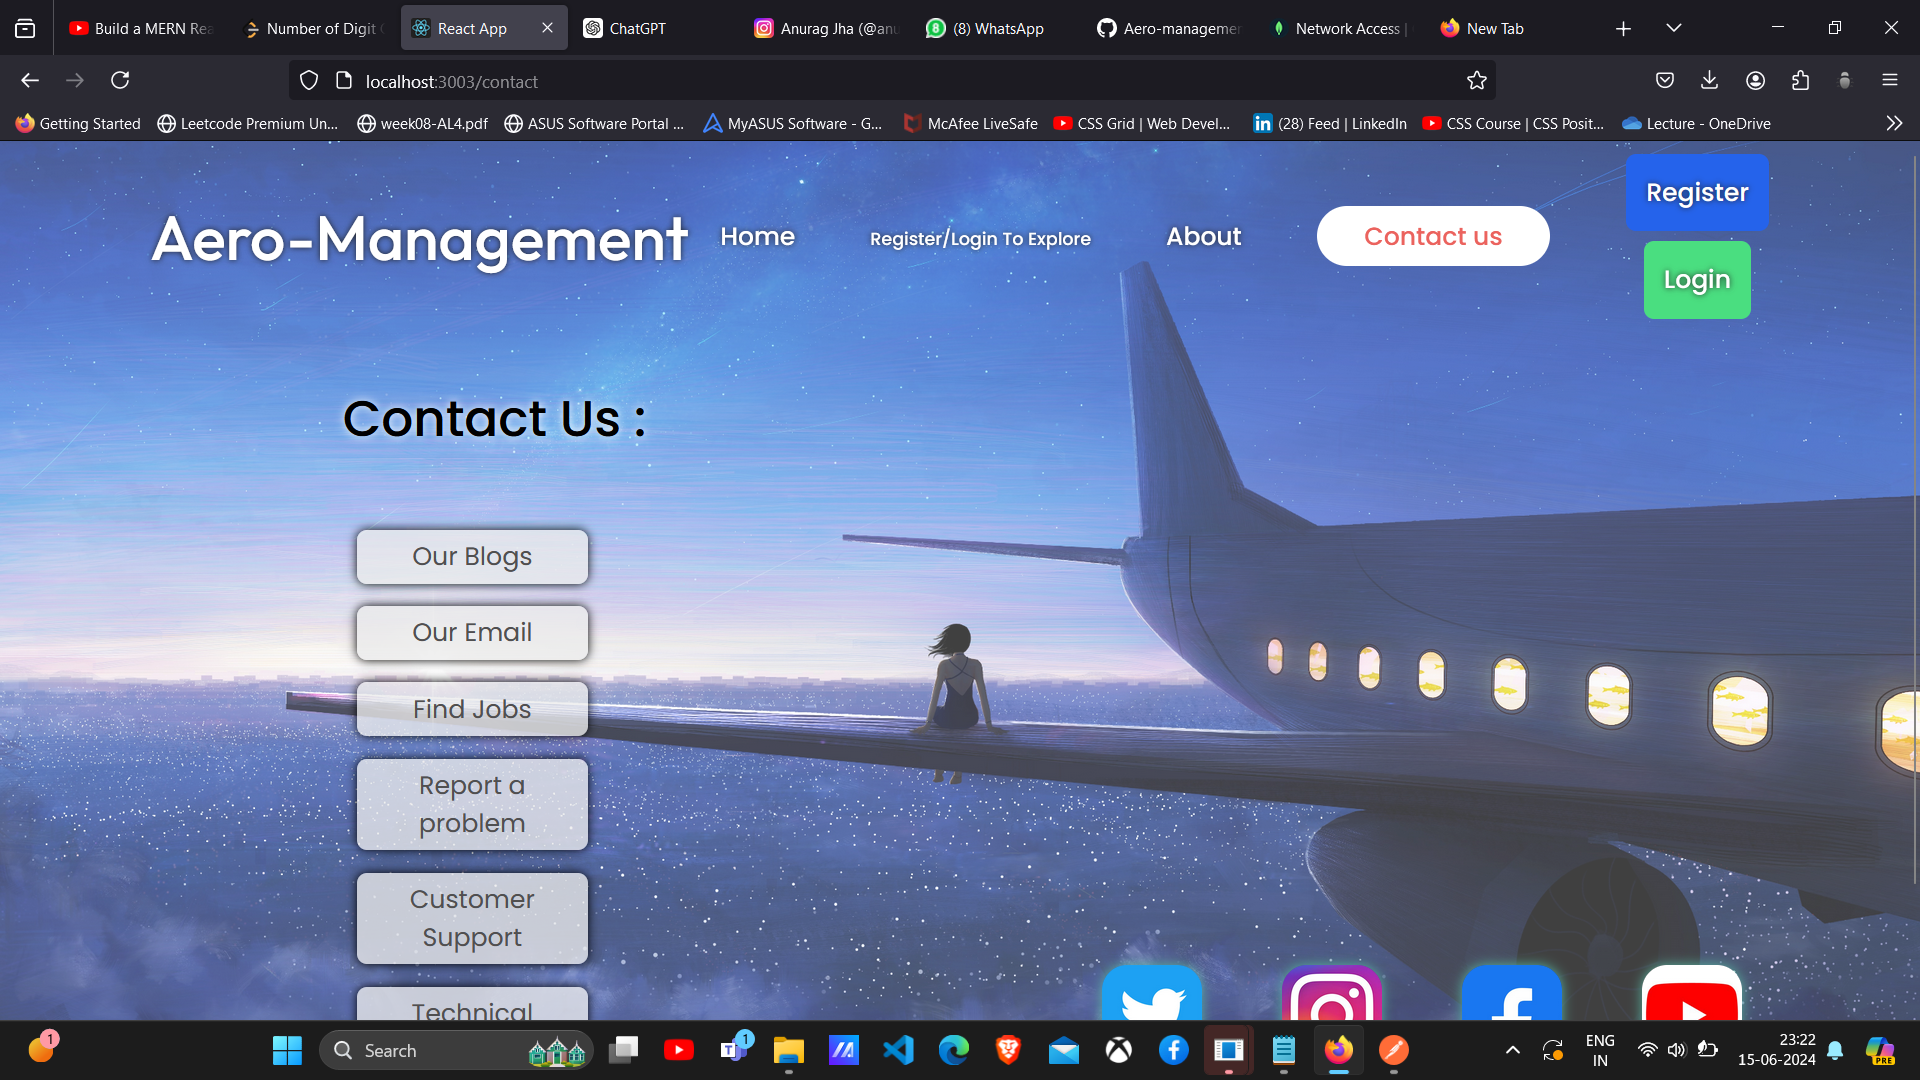 Build a MERN Rea
Number of Digit
React App
ChatGPT
Anurag Jha (@anu
(8) WhatsApp
Aero-managemen
Network Access |
New Tab
localhost:3003/contact
Getting Started
Leetcode Premium Un...
week08-AL4.pdf
ASUS Software Portal ...
MyASUS Software - G...
McAfee LiveSafe
CSS Grid | Web Devel...
(28) Feed | LinkedIn
CSS Course | CSS Posit...
Lecture - OneDrive
Aero-Management
Home
Register/Login To Explore
About
Contact us
Register
Login
Contact Us :
Our Blogs
Our Email
Find Jobs
Report a
problem
Customer
Support
Technical
1
Search
1
ENG
IN
23:22
15-06-2024
PRE